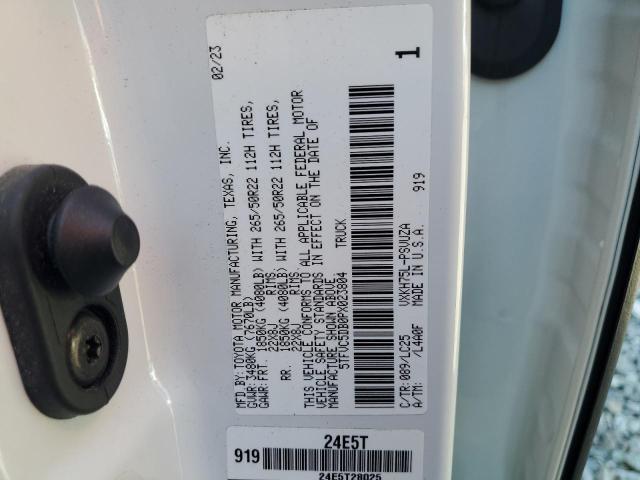 02/23
MFD.BY:TOYOTA MOTOR MANUFACTURING, TEXAS, INC.
GVWR:3480KG (7670LB)
GAWR: FRT. 1850KG (4080LB) WITH 265/50R22 112H TIRES,
22X8J RIMS
RR. 1850KG (4080LB) WITH 265/50R22 112H TIRES,
22X8J RIMS
THIS VEHICLE CONFORMS TO ALL APPLICABLE FEDERAL MOTOR
VEHICLE SAFETY STANDARDS IN EFFECT ON THE DATE OF
MANUFACTURE SHOWN ABOVE.
5TFVC5DB0PX023804 TRUCK
1
C/TR: 089/LC25 VXKH75L-PSVUZA 919
A/TM: /L4A0F MADE IN U.S.A.
919 24E5T
24E5T28025